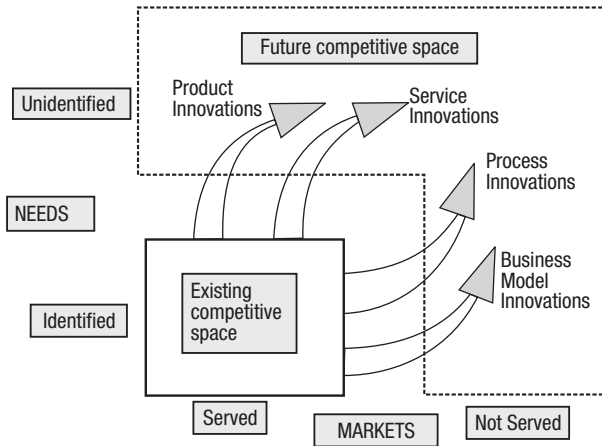 Future competitive space
Product
Innovations
Service
Innovations
Unidentified
Process
Innovations
NEEDS
Business
Model
Innovations
Existing
competitive
space
Identified
Served
MARKETS
Not Served